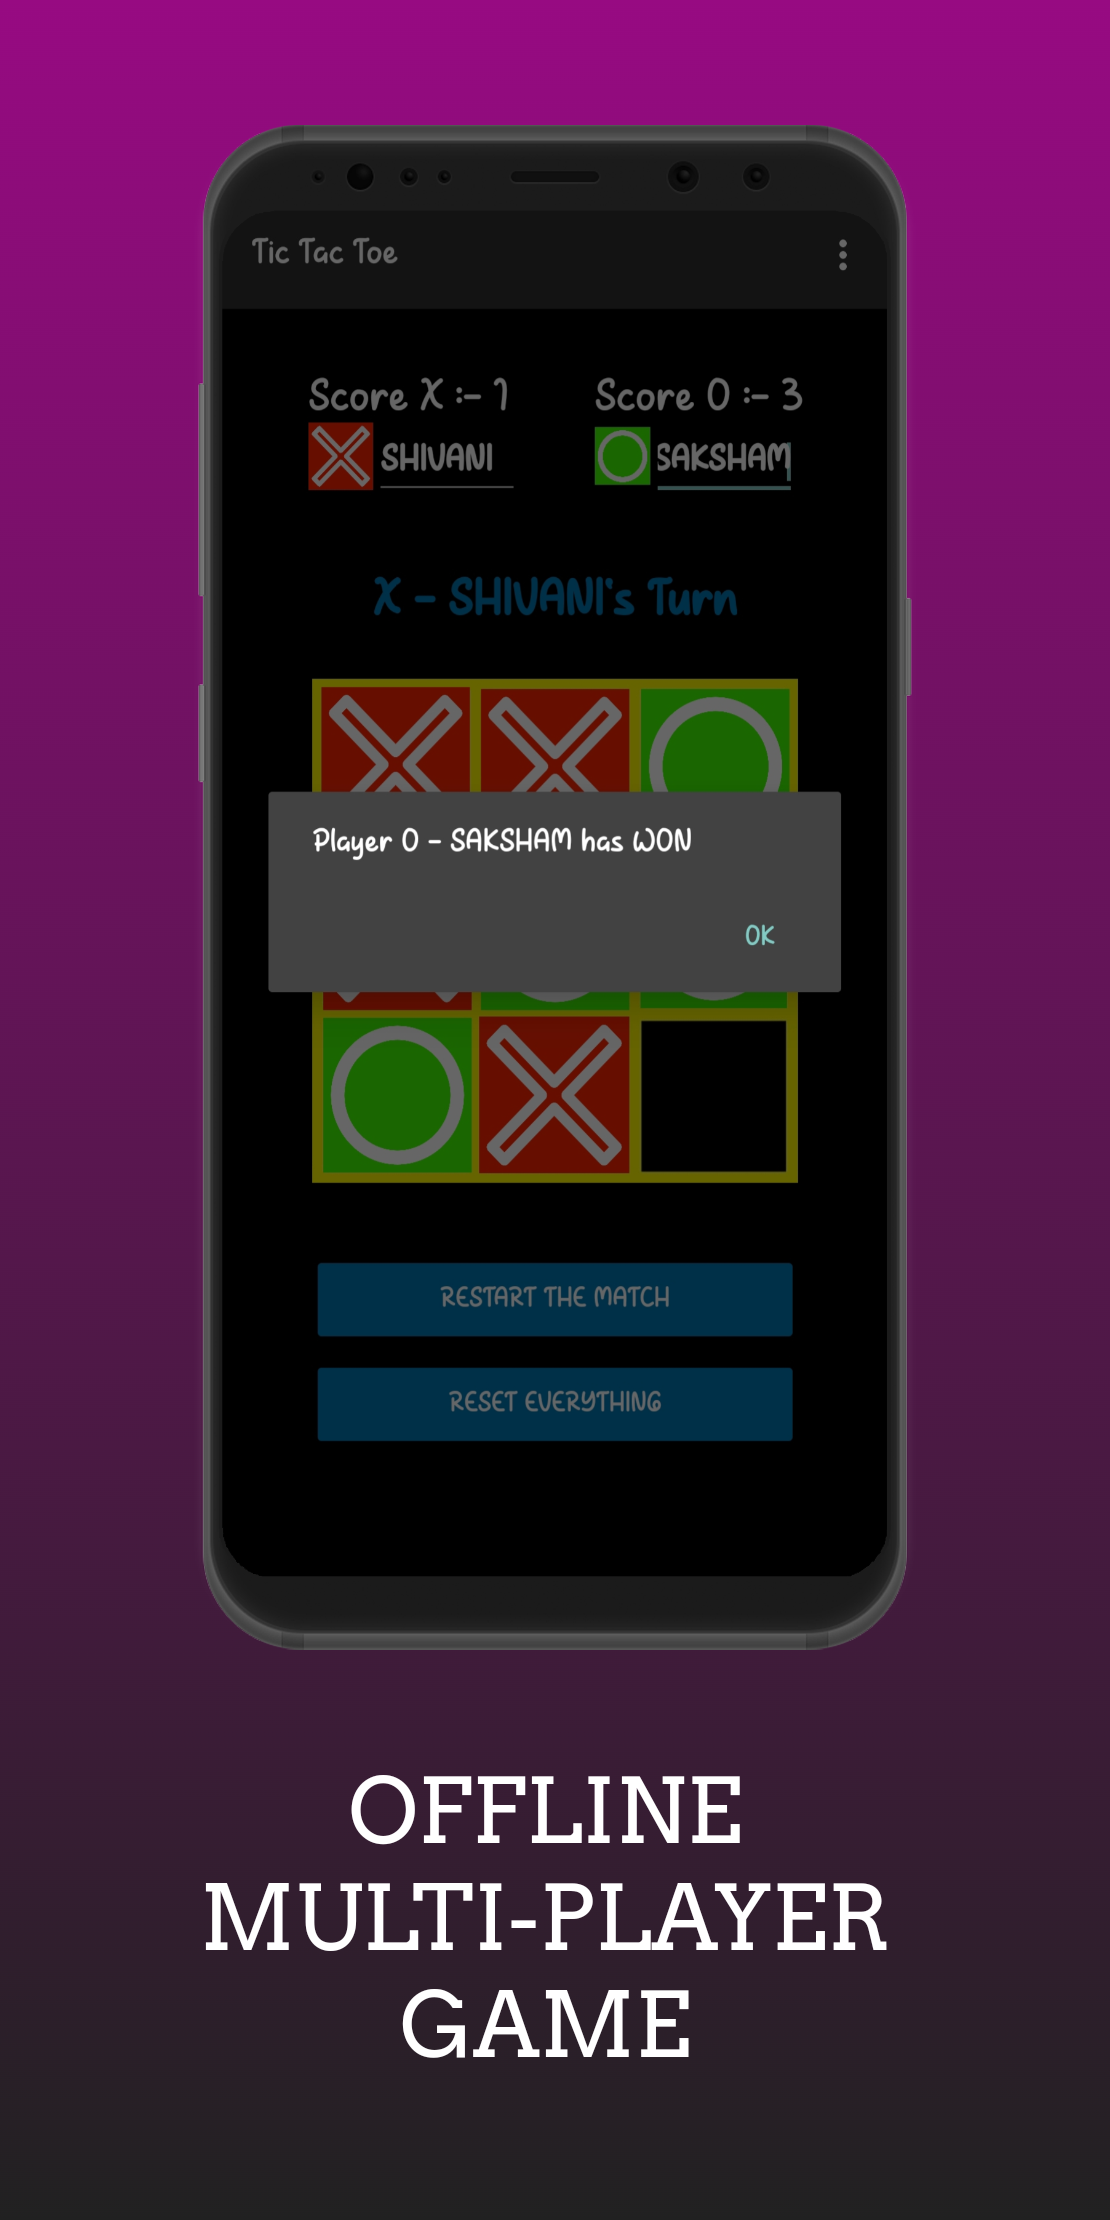 Tic Tac Toe
Score X :- 1
Score O :- 3
SHIVANI
SAKSHAM
X - SHIVANI's Turn
Player O - SAKSHAM has WON
OK
RESTART THE MATCH
RESET EVERYTHING
OFFLINE
MULTI-PLAYER
GAME